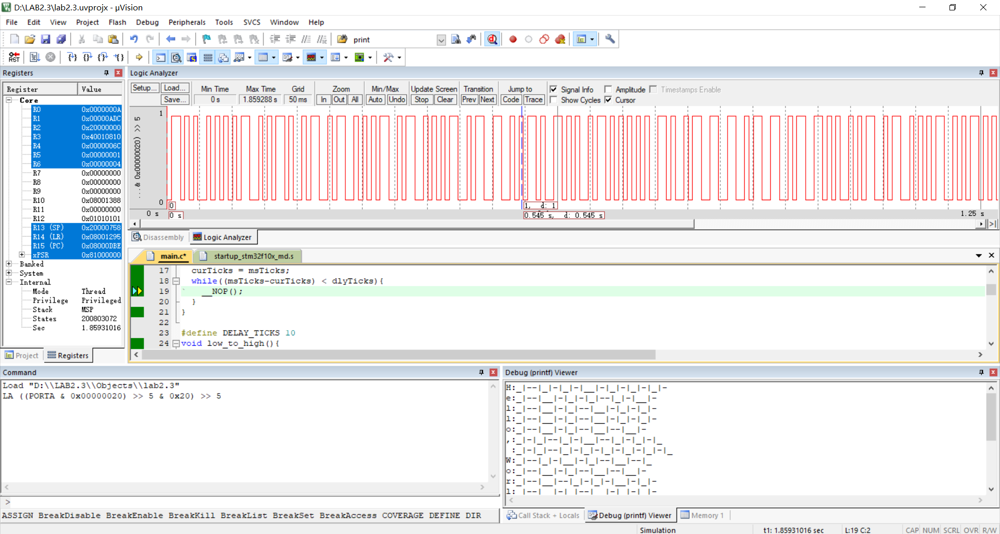 D:\LAB2.3\lab2.3.uvprojx - µVision
File Edit View Project Flash Debug Peripherals Tools SVCS Window Help
print
Registers
Logic Analyzer
Register Value
Core
R0 0x0000000A
R1 0x00000ADC
R2 0x20000000
R3 0x40010810
R4 0x0000006C
R5 0x00000001
R6 0x00000004
R7 0x00000000
R8 0x00000000
R9 0x00000000
R10 0x08001388
R11 0x00000000
R12 0x01010101
R13 (SP) 0x20000758
R14 (LR) 0x08001295
R15 (PC) 0x08000DBE
xPSR 0x81000000
Banked
System
Internal
Mode Thread
Privilege Privileged
Stack MSP
States 200803072
Sec 1.85931016
Project Registers
Setup... Load... Min Time Max Time Grid Zoom Min/Max Update Screen Transition Jump to Signal Info Amplitude Timestamps Enable
Save... 0 s 1.859288 s 50 ms In Out All Auto Undo Stop Clear Prev Next Code Trace Show Cycles Cursor
1
... & 0x00000020) >> 5
0
0 1, d: 1
0 s 0 s 0.545 s, d: 0.545 s 1.25 s
Disassembly Logic Analyzer
main.c* startup_stm32f10x_md.s
17 curTicks = msTicks;
18 while((msTicks-curTicks) < dlyTicks){
19 __NOP();
20 }
21 }
22
23 #define DELAY_TICKS 10
24 void low_to_high(){
Command
Load "D:\\LAB2.3\\Objects\\lab2.3"
LA ((PORTA & 0x00000020) >> 5 & 0x20) >> 5
>
ASSIGN BreakDisable BreakEnable BreakKill BreakList BreakSet BreakAccess COVERAGE DEFINE DIR
Debug (printf) Viewer
H:_|--|_|-|_|-|__|-|_|-|_|-|_|-
e:_|--|__|-|_|-|_|--|_|-|__|-
l:_|--|__|-|_|--|__|-|_|-|_|-
l:_|--|__|-|_|--|__|-|_|-|_|-
o:_|--|__|-|_|--|__|--|__|-
,:_|-|_|--|_|-|__|--|_|-|_|-|_
:_|-|_|--|_|-|_|-|_|-|_|-|_|-|_
W:_|--|_|-|__|-|_|--|__|--|_
o:_|--|__|-|_|--|__|--|__|-
r:_|--|__|--|_|-|_|-|__|-|_|-
l:_|--|__|-|_|--|__|-|_|-|_|-
Call Stack + Locals Debug (printf) Viewer Memory 1
Simulation t1: 1.85931016 sec L:19 C:2 CAP NUM SCRL OVR R/W